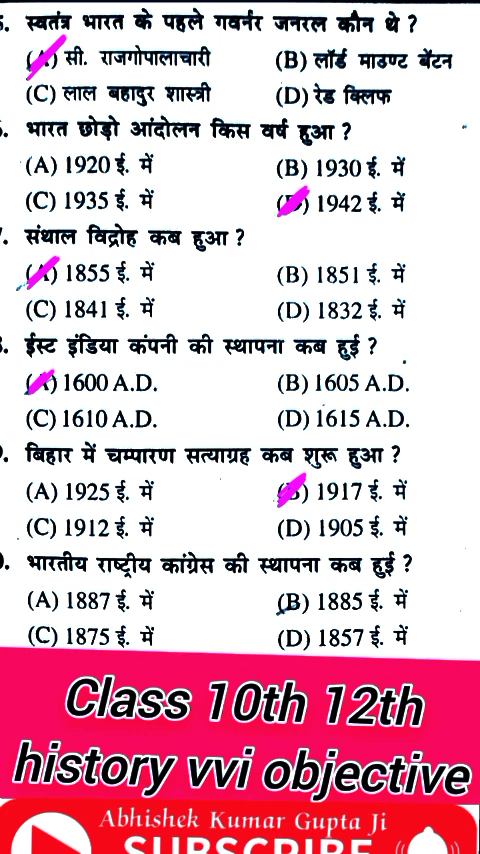 स्वतंत्र भारत के पहले गवर्नर जनरल कौन थे ?
सी. राजगोपालाचारी (B) लॉर्ड माउण्ट बेंटन
(C) लाल बहादुर शास्त्री (D) रेड क्लिफ
भारत छोड़ो आंदोलन किस वर्ष हुआ ?
(A) 1920 ई. में (B) 1930 ई. में
(C) 1935 ई. में (D) 1942 ई. में
संथाल विद्रोह कब हुआ ?
(A) 1855 ई. में (B) 1851 ई. में
(C) 1841 ई. में (D) 1832 ई. में
ईस्ट इंडिया कंपनी की स्थापना कब हुई ?
(A) 1600 A.D. (B) 1605 A.D.
(C) 1610 A.D. (D) 1615 A.D.
बिहार में चम्पारण सत्याग्रह कब शुरू हुआ ?
(A) 1925 ई. में (B) 1917 ई. में
(C) 1912 ई. में (D) 1905 ई. में
भारतीय राष्ट्रीय कांग्रेस की स्थापना कब हुई ?
(A) 1887 ई. में (B) 1885 ई. में
(C) 1875 ई. में (D) 1857 ई. में
Class 10th 12th
history vvi objective
Abhishek Kumar Gupta Ji
SUBSCRIBE